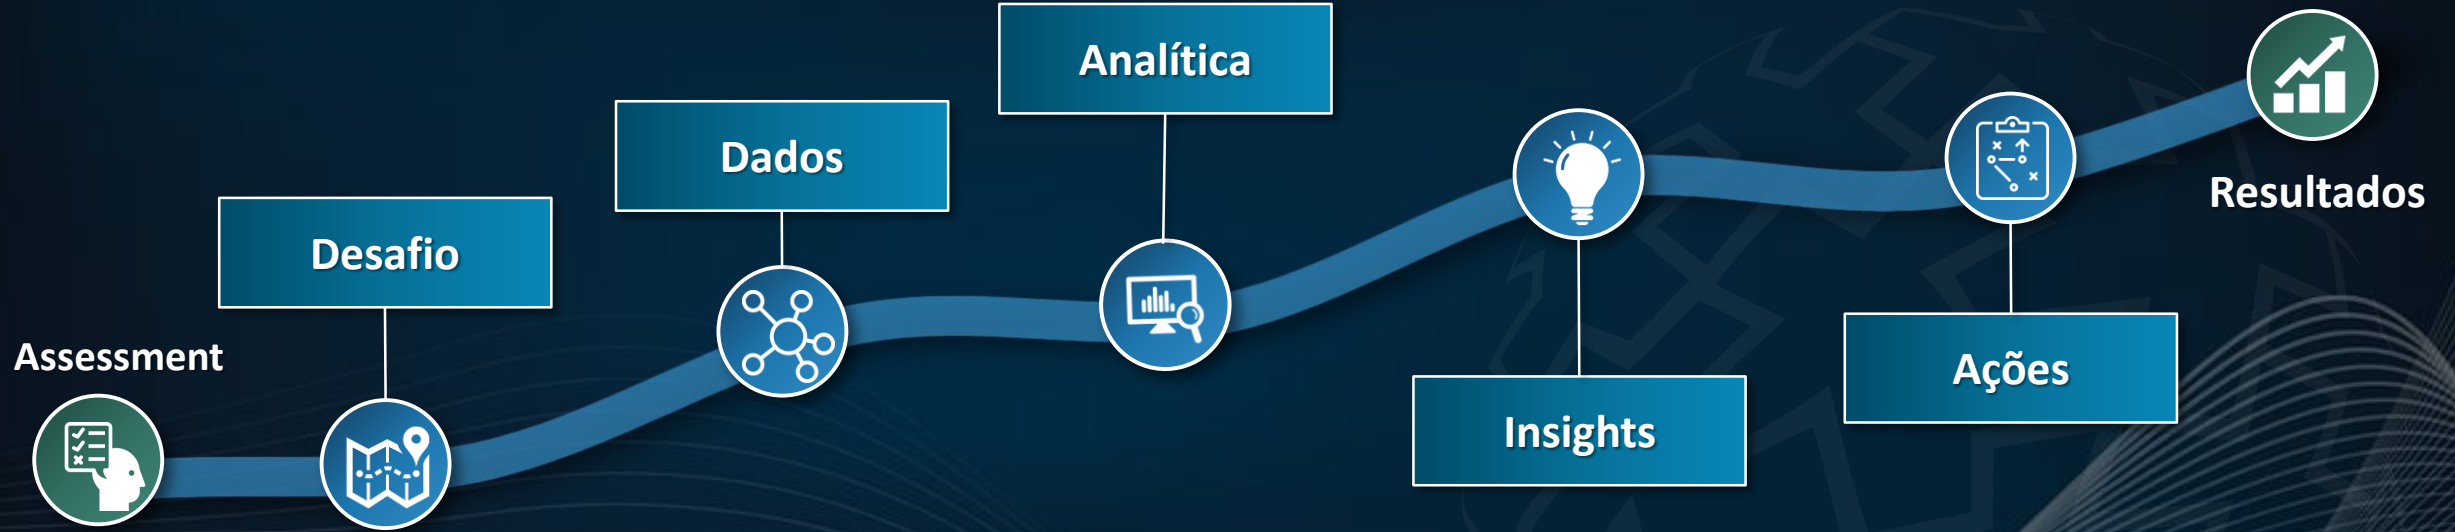 Assessment
Desafio
Dados
Analítica
Insights
Ações
Resultados